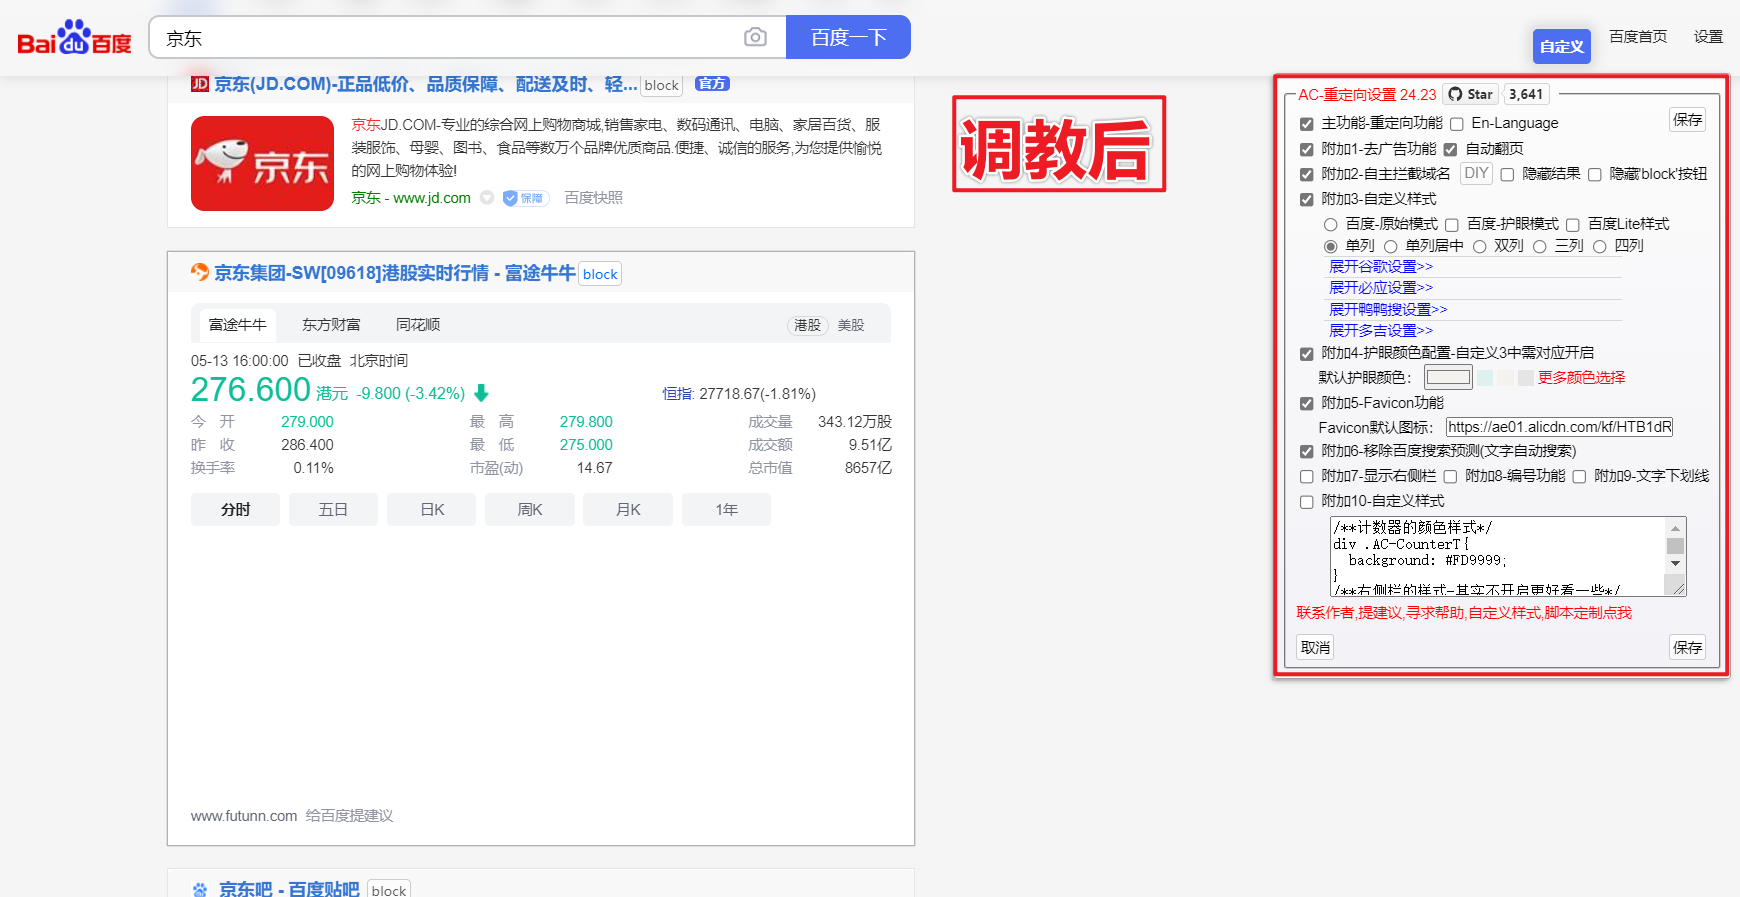 Bai du 百度
京东
百度一下
自定义
百度首页
设置
JD 京东(JD.COM)-正品低价、品质保障、配送及时、轻... block 官方
京东
京东JD.COM-专业的综合网上购物商城,销售家电、数码通讯、电脑、家居百货、服
装服饰、母婴、图书、食品等数万个品牌优质商品.便捷、诚信的服务,为您提供愉悦
的网上购物体验!
京东 - www.jd.com 保障 百度快照
京东集团-SW[09618]港股实时行情 - 富途牛牛 block
富途牛牛 东方财富 同花顺 港股 美股
05-13 16:00:00 已收盘 北京时间
276.600 港元 -9.800 (-3.42%) 恒指: 27718.67(-1.81%)
今 开 279.000 最 高 279.800 成交量 343.12万股
昨 收 286.400 最 低 275.000 成交额 9.51亿
换手率 0.11% 市盈(动) 14.67 总市值 8657亿
分时 五日 日K 周K 月K 1年
www.futunn.com 给百度提建议
京东吧 - 百度贴吧 block
调教后
AC-重定向设置 24.23 Star 3,641
保存
主功能-重定向功能 En-Language
附加1-去广告功能 自动翻页
附加2-自主拦截域名 DIY 隐藏结果 隐藏'block'按钮
附加3-自定义样式
百度-原始模式 百度-护眼模式 百度Lite样式
单列 单列居中 双列 三列 四列
展开谷歌设置>>
展开必应设置>>
展开鸭鸭搜设置>>
展开多吉设置>>
附加4-护眼颜色配置-自定义3中需对应开启
默认护眼颜色: 更多颜色选择
附加5-Favicon功能
Favicon默认图标: https://ae01.alicdn.com/kf/HTB1dR
附加6-移除百度搜索预测(文字自动搜索)
附加7-显示右侧栏 附加8-编号功能 附加9-文字下划线
附加10-自定义样式
/**计数器的颜色样式*/
div .AC-CounterT{
background: #FD9999;
}
/**右侧栏的样式-其实不开启更好看一些*/
联系作者,提建议,寻求帮助,自定义样式,脚本定制点我
取消 保存